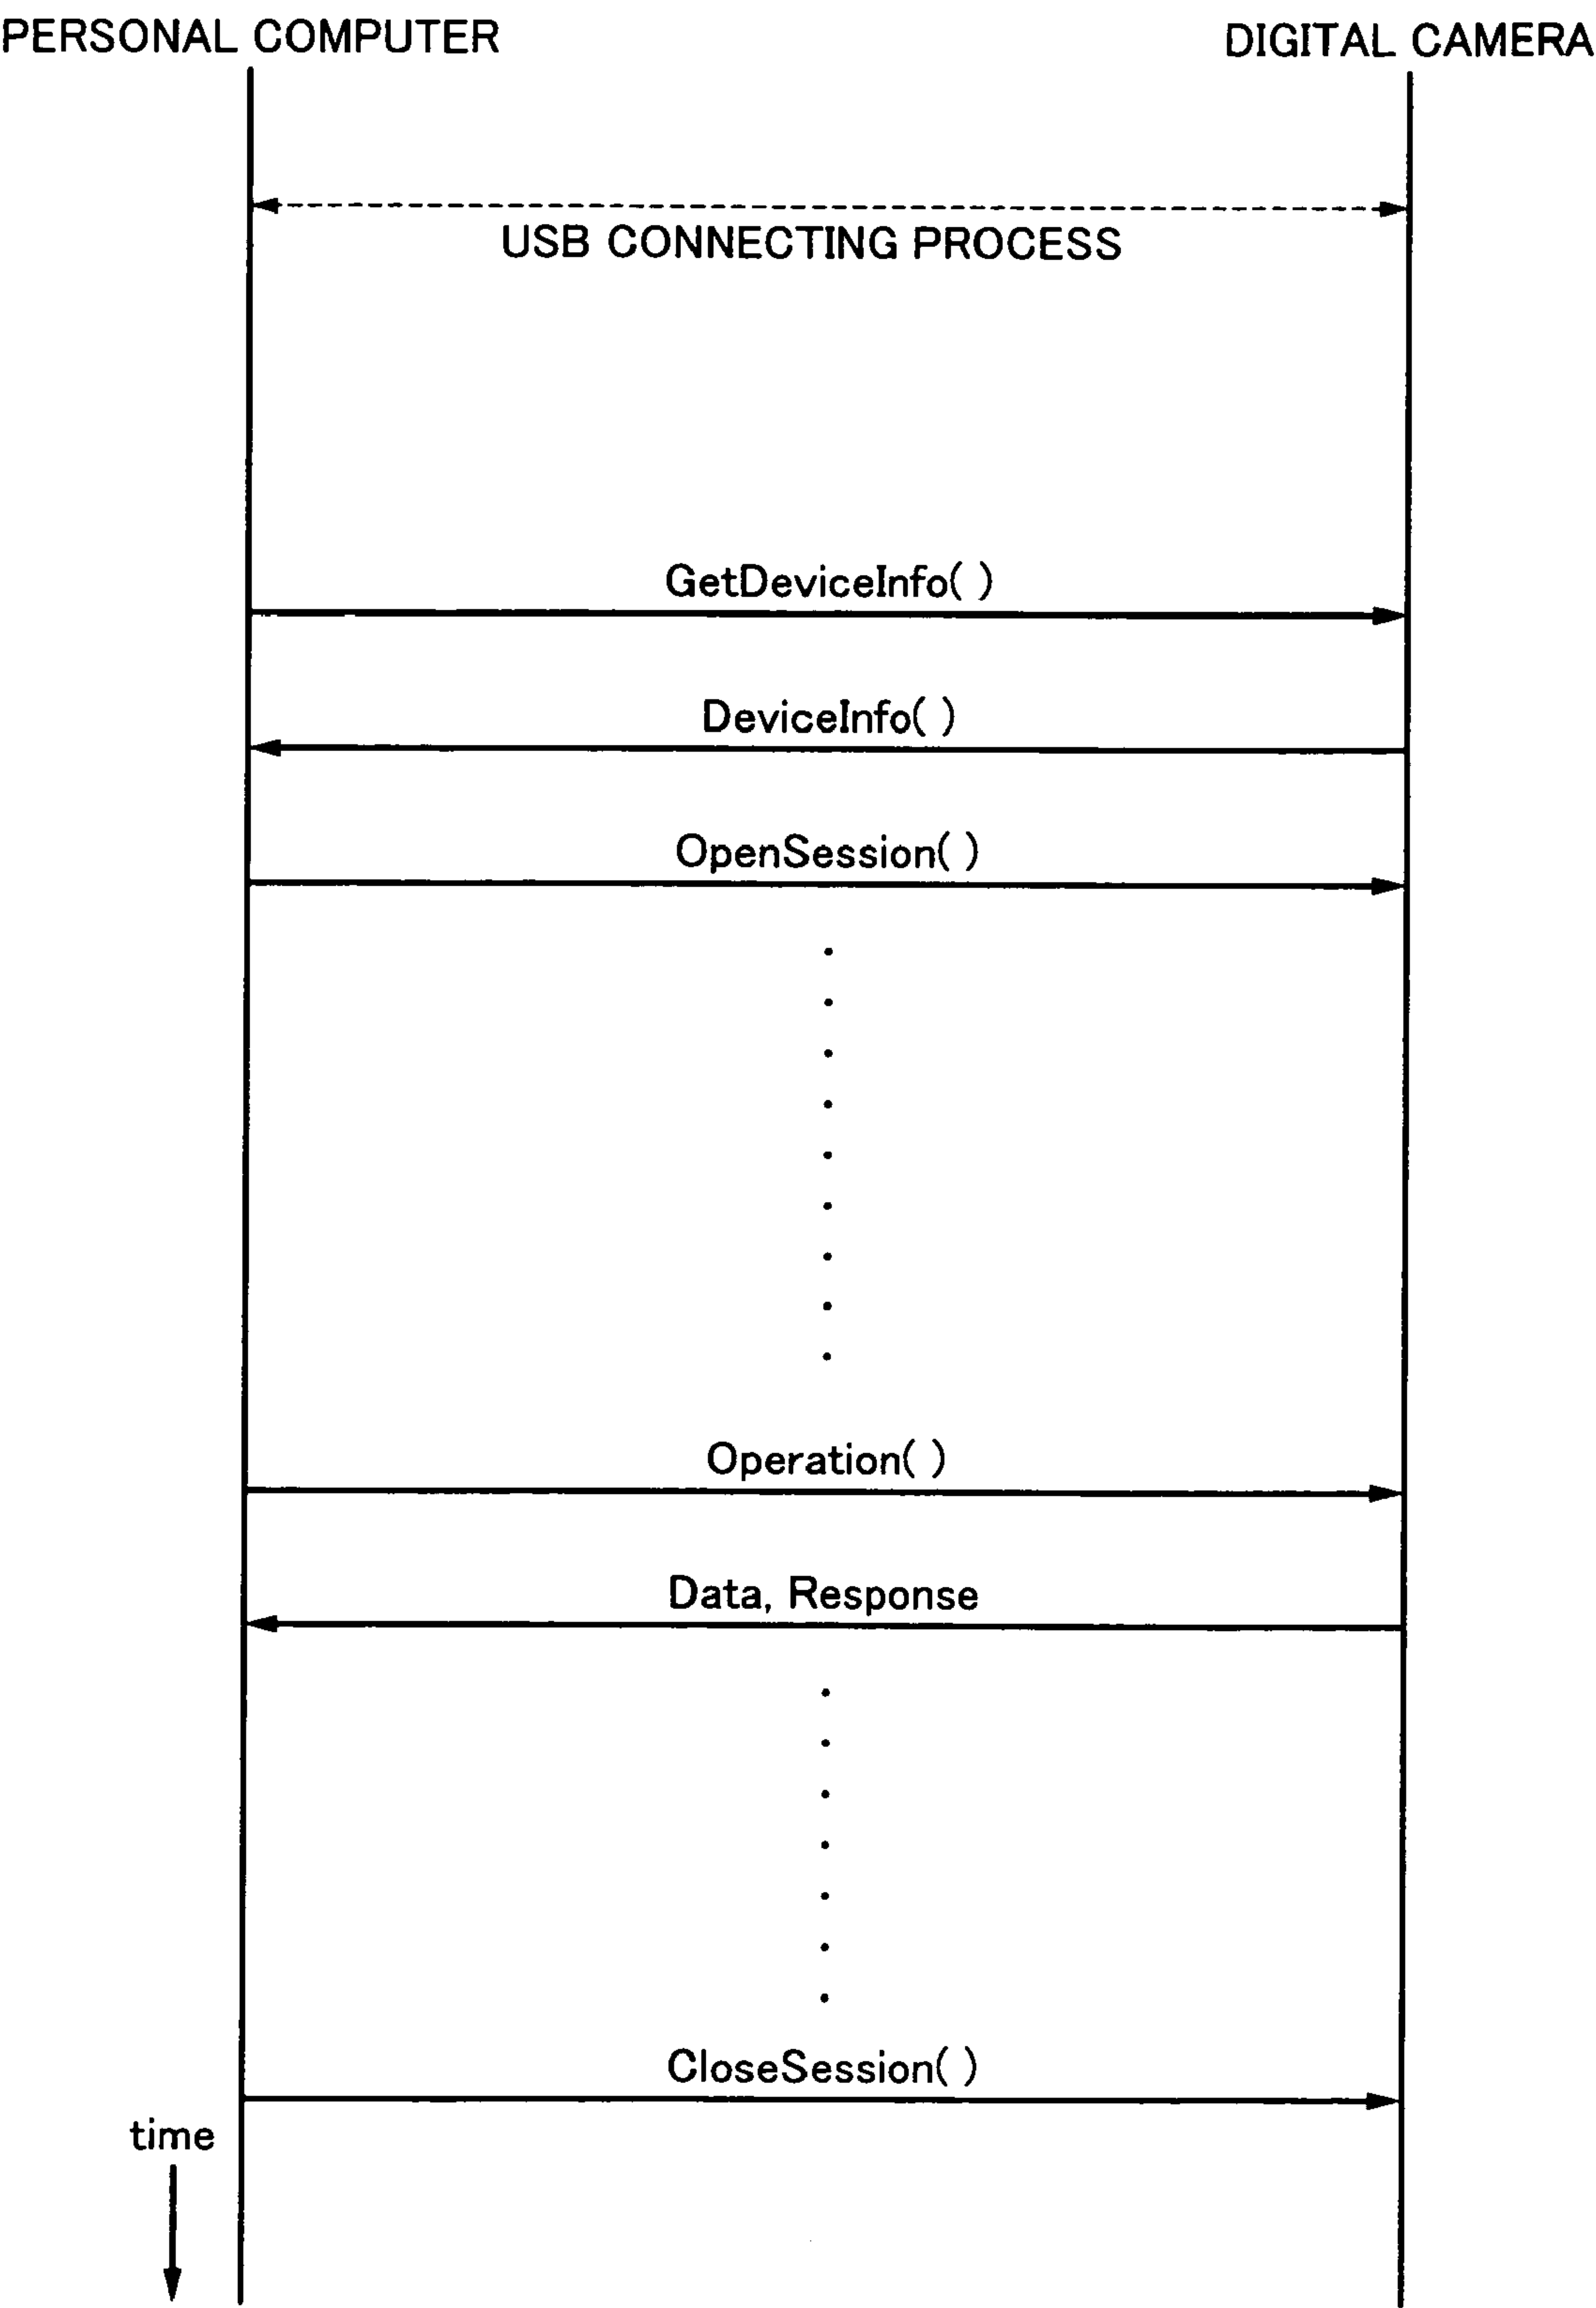 PERSONAL COMPUTER
DIGITAL CAMERA
USB CONNECTING PROCESS
GetDeviceInfo( )
DeviceInfo( )
OpenSession( )
Operation( )
Data, Response
CloseSession( )
time